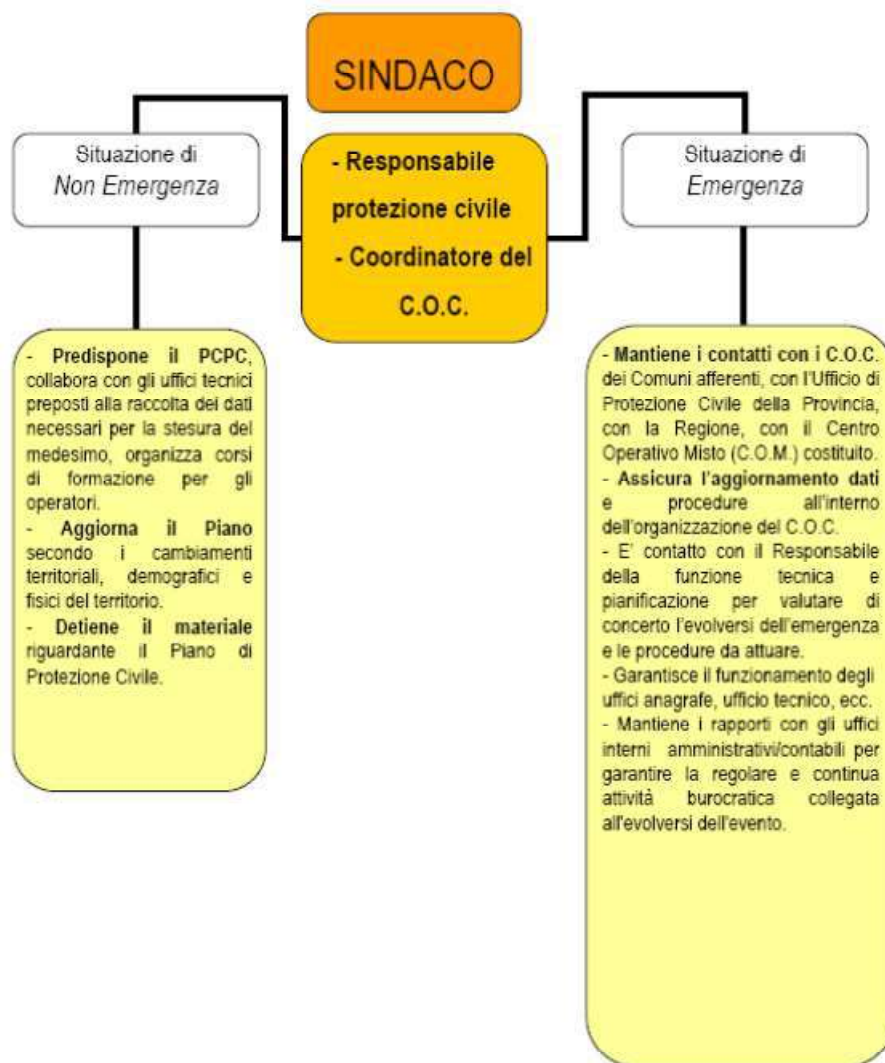 SINDACO
- Responsabile
protezione civile
- Coordinatore del
C.O.C.
Situazione di
Non Emergenza
- Predispone il PCPC,
collabora con gli uffici tecnici
preposti alla raccolta dei dati
necessari per la stesura del
medesimo, organizza corsi
di formazione per gli
operatori.
- Aggiorna il Piano
secondo i cambiamenti
territoriali, demografici e
fisici del territorio.
- Detiene il materiale
riguardante il Piano di
Protezione Civile.
Situazione di
Emergenza
- Mantiene i contatti con i C.O.C.
dei Comuni afferenti, con l'Ufficio di
Protezione Civile della Provincia,
con la Regione, con il Centro
Operativo Misto (C.O.M.) costituito.
- Assicura l'aggiornamento dati
e procedure all'interno
dell'organizzazione del C.O.C.
- E' contatto con il Responsabile
della funzione tecnica e
pianificazione per valutare di
concerto l'evolversi dell'emergenza
e le procedure da attuare.
- Garantisce il funzionamento degli
uffici anagrafe, ufficio tecnico, ecc.
- Mantiene i rapporti con gli uffici
interni amministrativi/contabili per
garantire la regolare e continua
attività burocratica collegata
all'evolversi dell'evento.